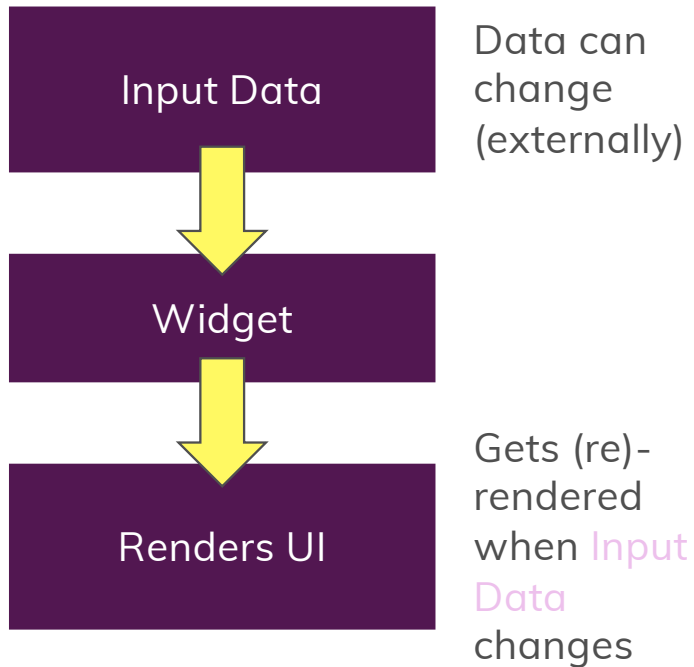 Input Data
Data can
change
(externally)
Widget
Renders UI
Gets (re)-
rendered
when Input
Data
changes